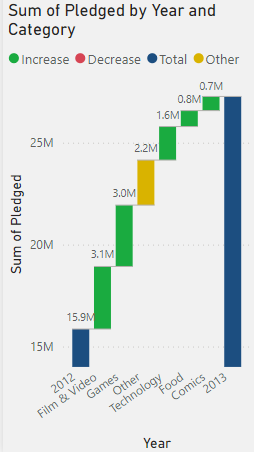 Sum of Pledged by Year and
Category
Increase Decrease Total Other
0.7M
0.8M
1.6M
2.2M
3.0M
3.1M
15.9M
25M
20M
15M
Sum of Pledged
2012
Film & Video
Games
Other
Technology
Food
Comics
2013
Year